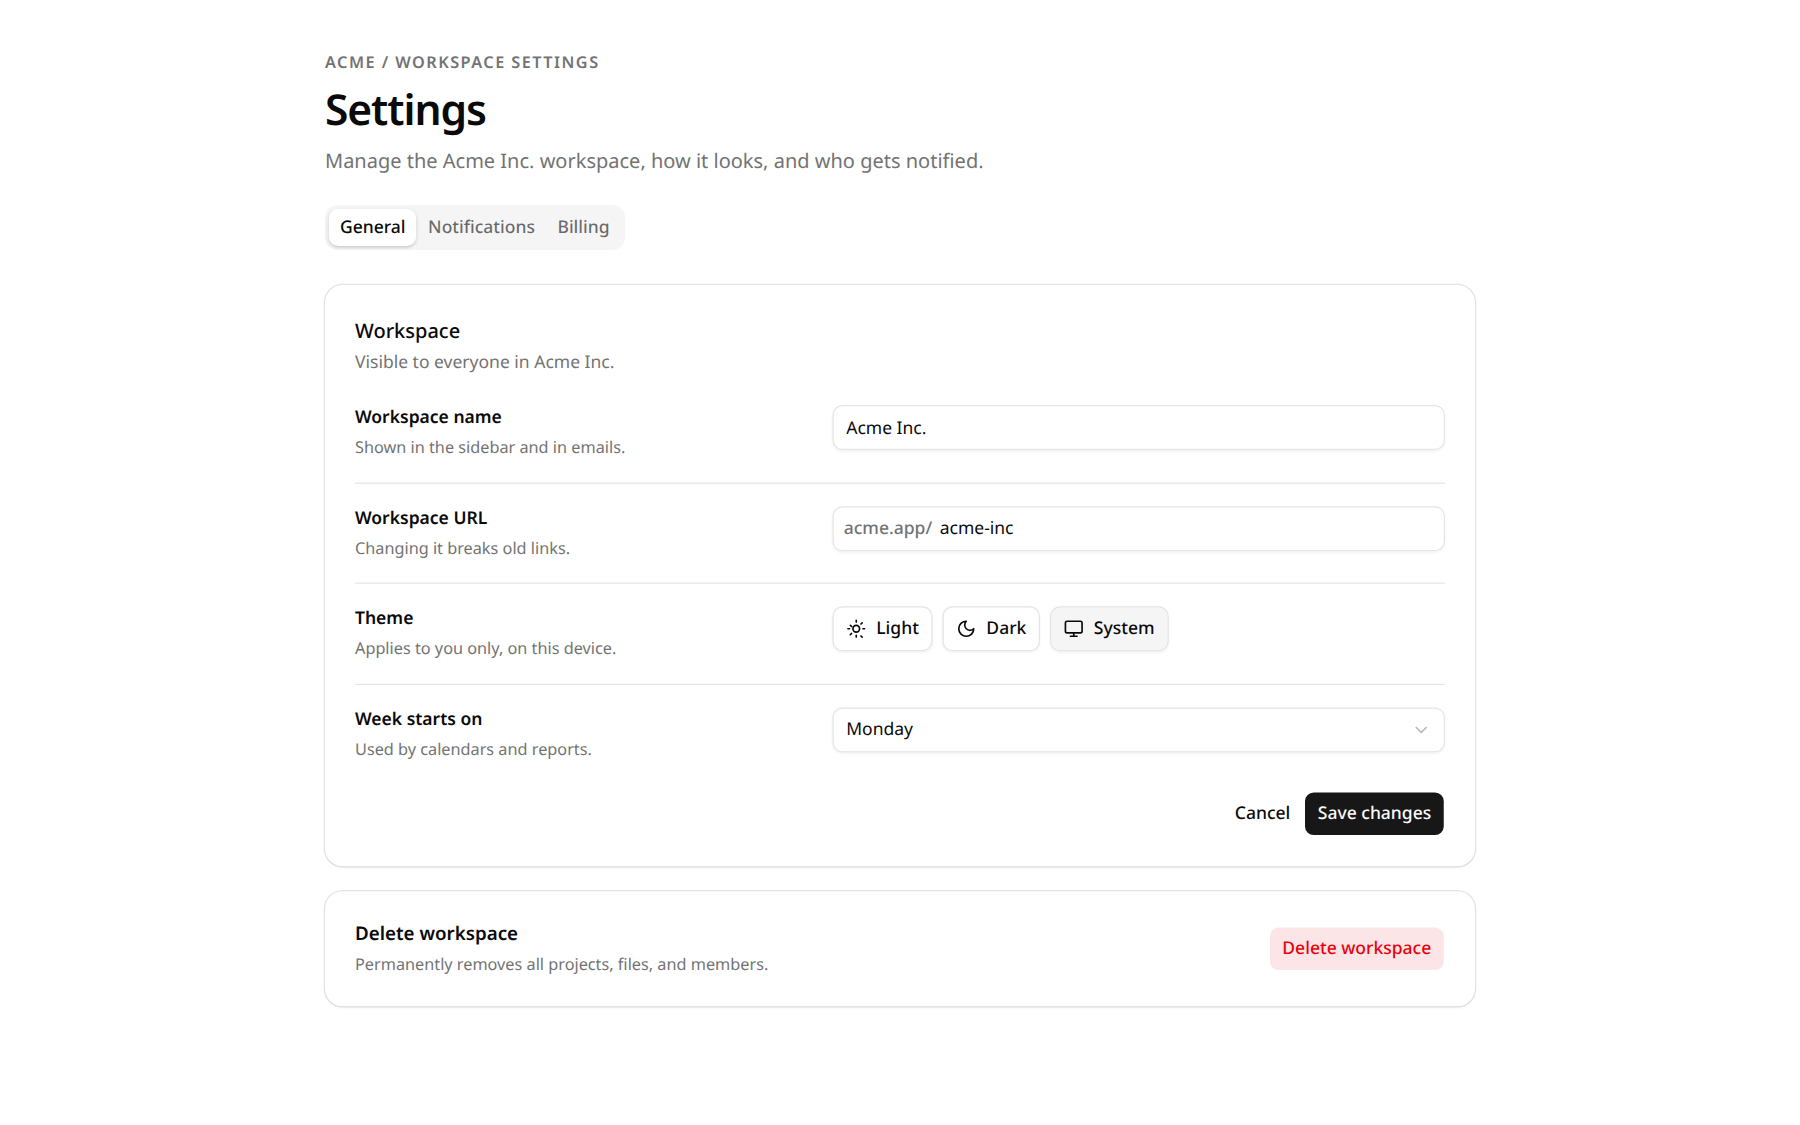 ACME / WORKSPACE SETTINGS
Settings
Manage the Acme Inc. workspace, how it looks, and who gets notified.
General Notifications Billing
Workspace
Visible to everyone in Acme Inc.
Workspace name
Shown in the sidebar and in emails.
Acme Inc.
Workspace URL
Changing it breaks old links.
acme.app/ acme-inc
Theme
Applies to you only, on this device.
Light Dark System
Week starts on
Used by calendars and reports.
Monday
Cancel Save changes
Delete workspace
Permanently removes all projects, files, and members.
Delete workspace